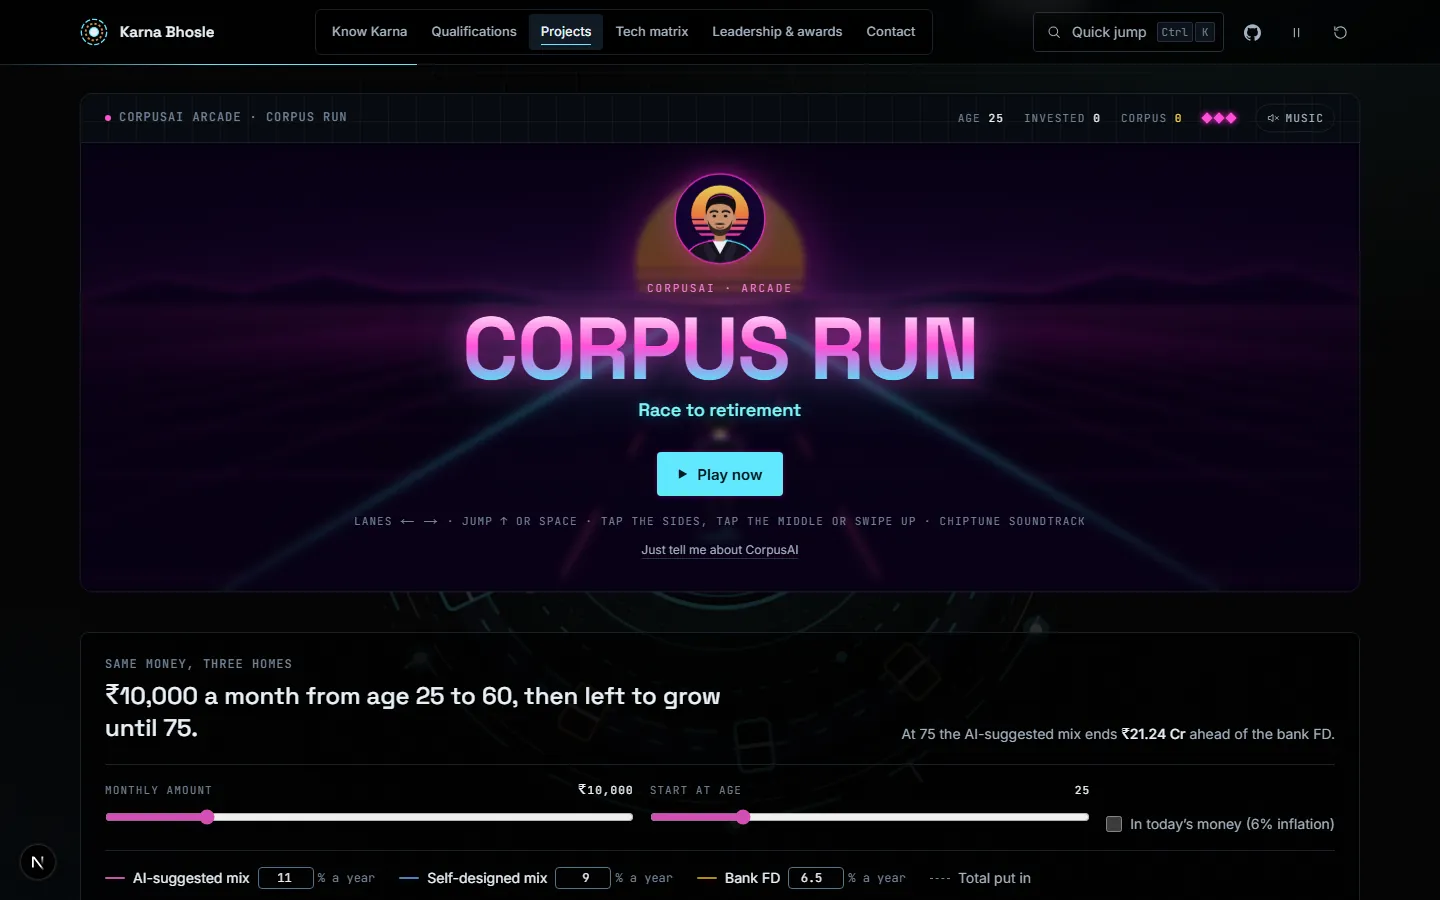 Karna Bhosle
Know Karna Qualifications Projects Tech matrix Leadership & awards Contact
Quick jump Ctrl K
CORPUSAI ARCADE · CORPUS RUN
AGE 25 INVESTED 0 CORPUS 0
MUSIC
CORPUSAI · ARCADE
CORPUS RUN
Race to retirement
Play now
LANES ← → · JUMP ↑ OR SPACE · TAP THE SIDES, TAP THE MIDDLE OR SWIPE UP · CHIPTUNE SOUNDTRACK
Just tell me about CorpusAI
SAME MONEY, THREE HOMES
₹10,000 a month from age 25 to 60, then left to grow
until 75.
At 75 the AI-suggested mix ends ₹21.24 Cr ahead of the bank FD.
MONTHLY AMOUNT ₹10,000
START AT AGE 25
In today's money (6% inflation)
AI-suggested mix 11 % a year
Self-designed mix 9 % a year
Bank FD 6.5 % a year
Total put in
N